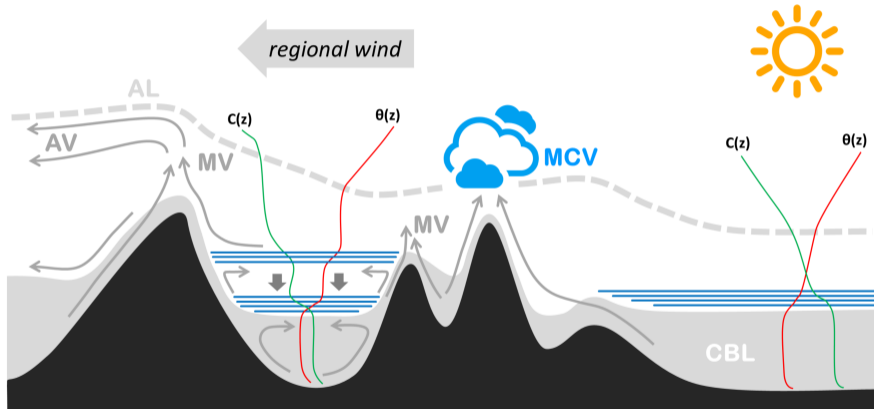 regional wind
AL
C(z)
θ(z)
AV
MV
MCV
C(z)
θ(z)
MV
CBL